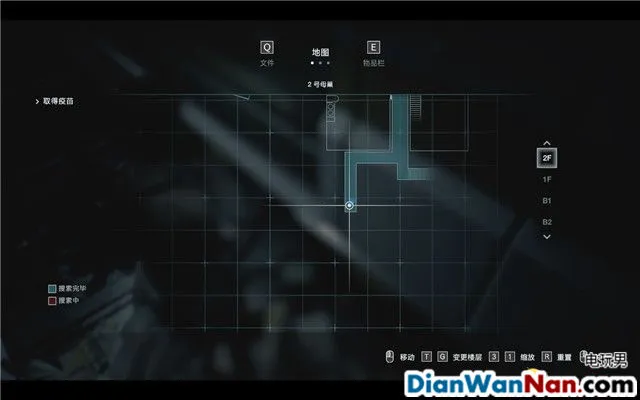 Q
E
文件
地图
物品栏
2 号母巢
取得疫苗
2F
1F
B1
B2
搜索完毕
搜索中
移动 T G 变更楼层 3 1 缩放 R 重置
电玩男
DianWanNan.com